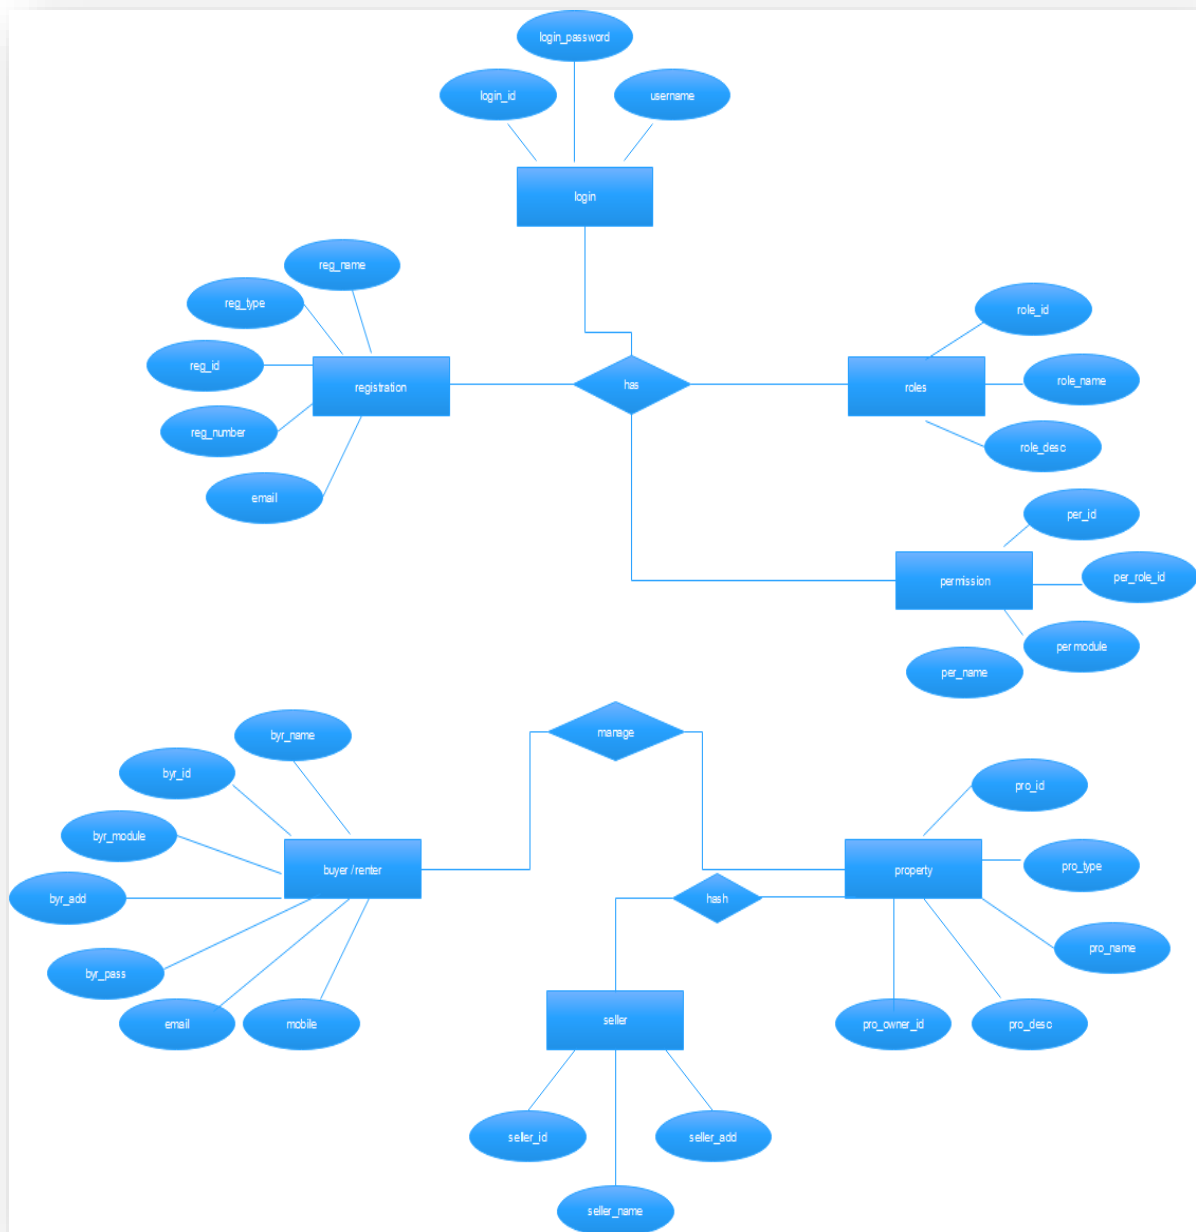 login_password
login_id
username
login
reg_name
reg_type
role_id
reg_id
registration
has
roles
role_name
reg_number
role_desc
email
per_id
permission
per_role_id
per module
per_name
manage
byr_name
byr_id
pro_id
byr_module
buyer / renter
property
pro_type
byr_add
hash
pro_name
byr_pass
email
mobile
seller
pro_owner_id
pro_desc
seller_id
seller_add
seller_name